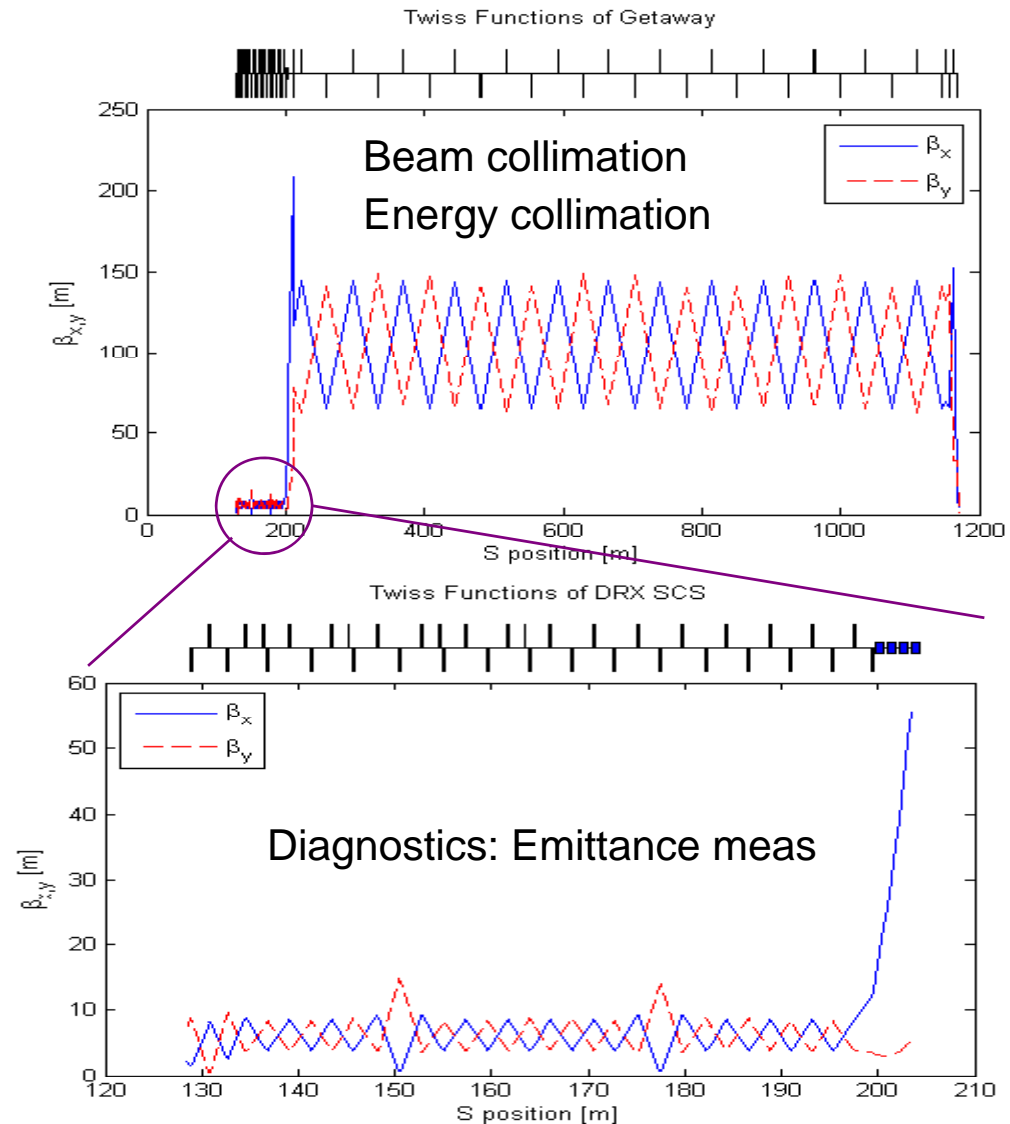 Twiss Functions of Getaway
250
200
150
100
50
0
β_x,y [m]
Beam collimation
Energy collimation
β_x
β_y
0 200 400 600 800 1000 1200
S position [m]
Twiss Functions of DRX SCS
60
50
40
30
20
10
0
β_x,y [m]
β_x
β_y
Diagnostics: Emittance meas
120 130 140 150 160 170 180 190 200 210
S position [m]